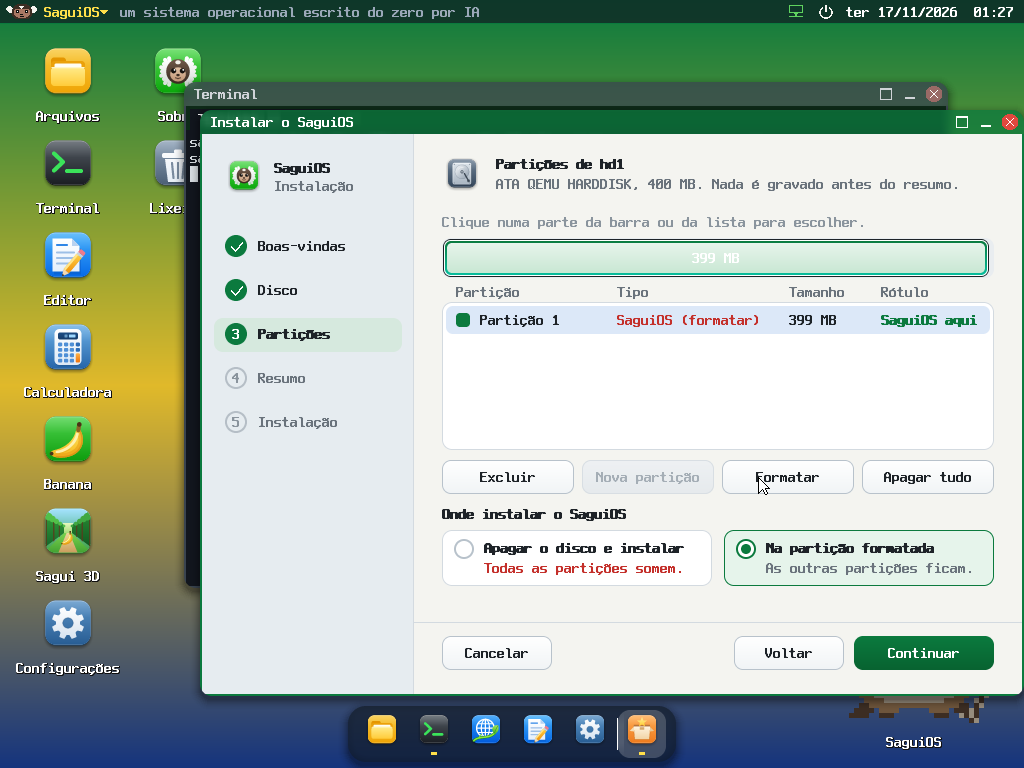 SaguiOS um sistema operacional escrito do zero por IA ter 17/11/2026 01:27
Arquivos
Terminal
Editor
Calculadora
Banana
Sagui 3D
Configurações
Terminal
Instalar o SaguiOS
SaguiOS
Instalação
Boas-vindas
Disco
3 Partições
4 Resumo
5 Instalação
Partições de hd1
ATA QEMU HARDDISK, 400 MB. Nada é gravado antes do resumo.
Clique numa parte da barra ou da lista para escolher.
399 MB
Partição Tipo Tamanho Rótulo
Partição 1 SaguiOS (formatar) 399 MB SaguiOS aqui
Excluir Nova partição Formatar Apagar tudo
Onde instalar o SaguiOS
Apagar o disco e instalar
Todas as partições somem.
Na partição formatada
As outras partições ficam.
Cancelar Voltar Continuar
SaguiOS